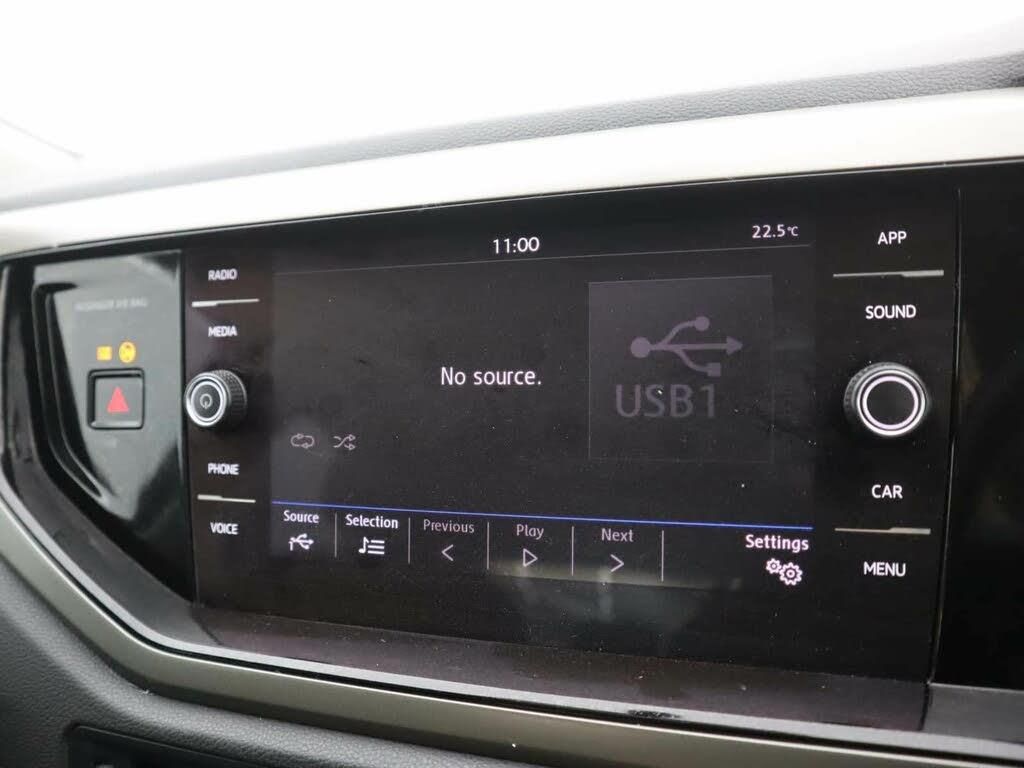 11:00
22.5°C
RADIO
MEDIA
PHONE
VOICE
No source.
USB1
Source
Selection
Previous
Play
Next
Settings
APP
SOUND
CAR
MENU